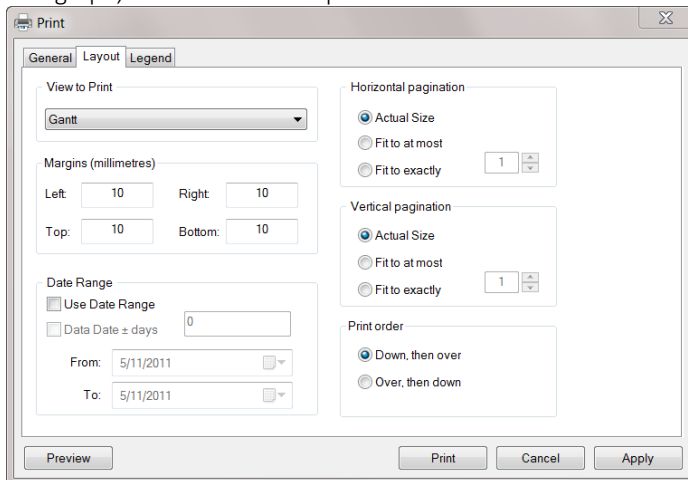 Print
General Layout Legend
View to Print
Gantt
Margins (millimetres)
Left: 10 Right: 10
Top: 10 Bottom: 10
Date Range
Use Date Range
Data Date ± days 0
From: 5/11/2011
To: 5/11/2011
Horizontal pagination
Actual Size
Fit to at most
Fit to exactly 1
Vertical pagination
Actual Size
Fit to at most
Fit to exactly 1
Print order
Down, then over
Over, then down
Preview Print Cancel Apply